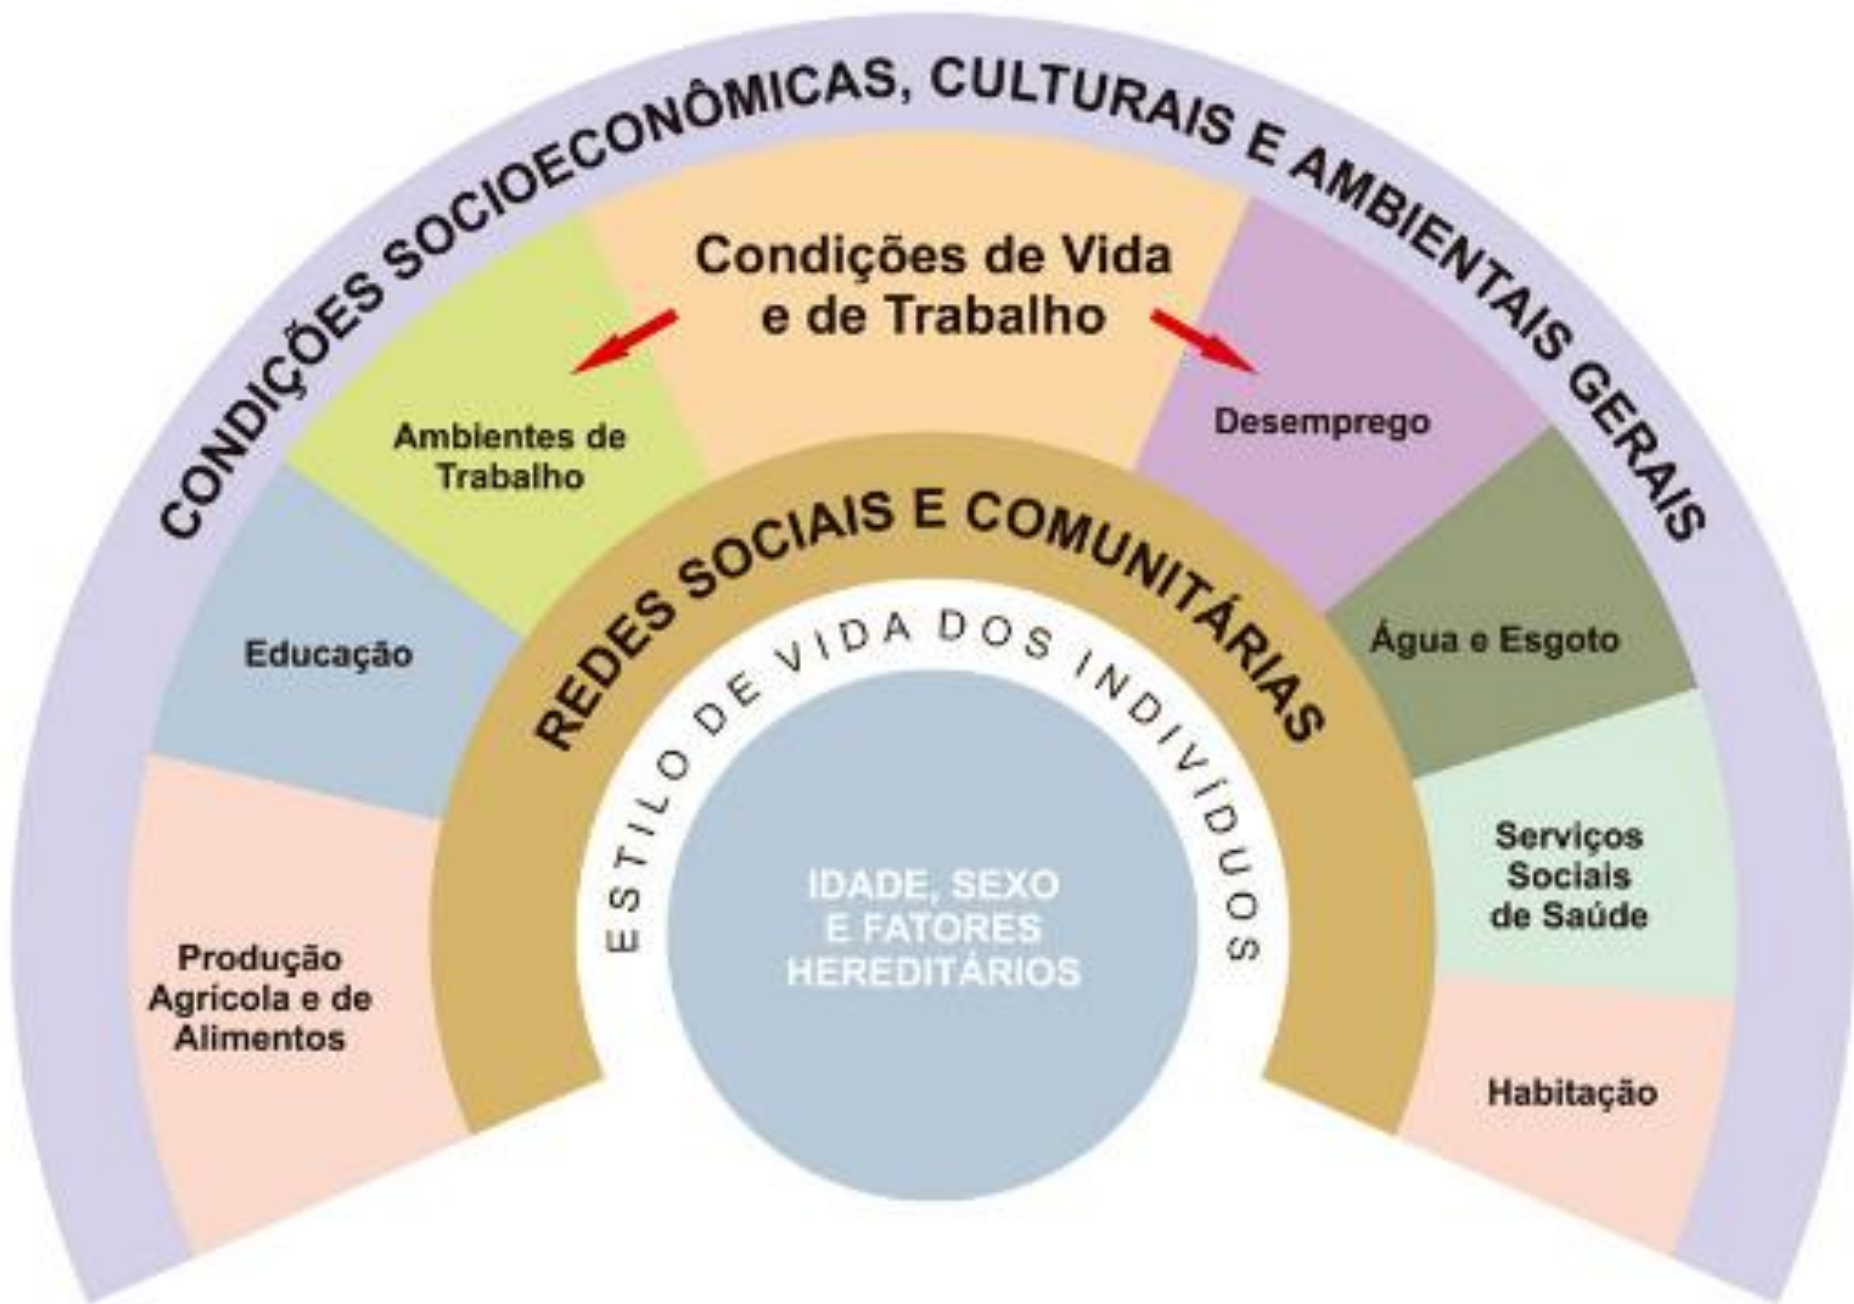 CONDIÇÕES SOCIOECONÔMICAS, CULTURAIS E AMBIENTAIS GERAIS
Condições de Vida
e de Trabalho
Ambientes de
Trabalho
Desemprego
Educação
Água e Esgoto
Produção
Agrícola e de
Alimentos
Serviços
Sociais
de Saúde
Habitação
REDES SOCIAIS E COMUNITÁRIAS
ESTILO DE VIDA DOS INDIVÍDUOS
IDADE, SEXO
E FATORES
HEREDITÁRIOS